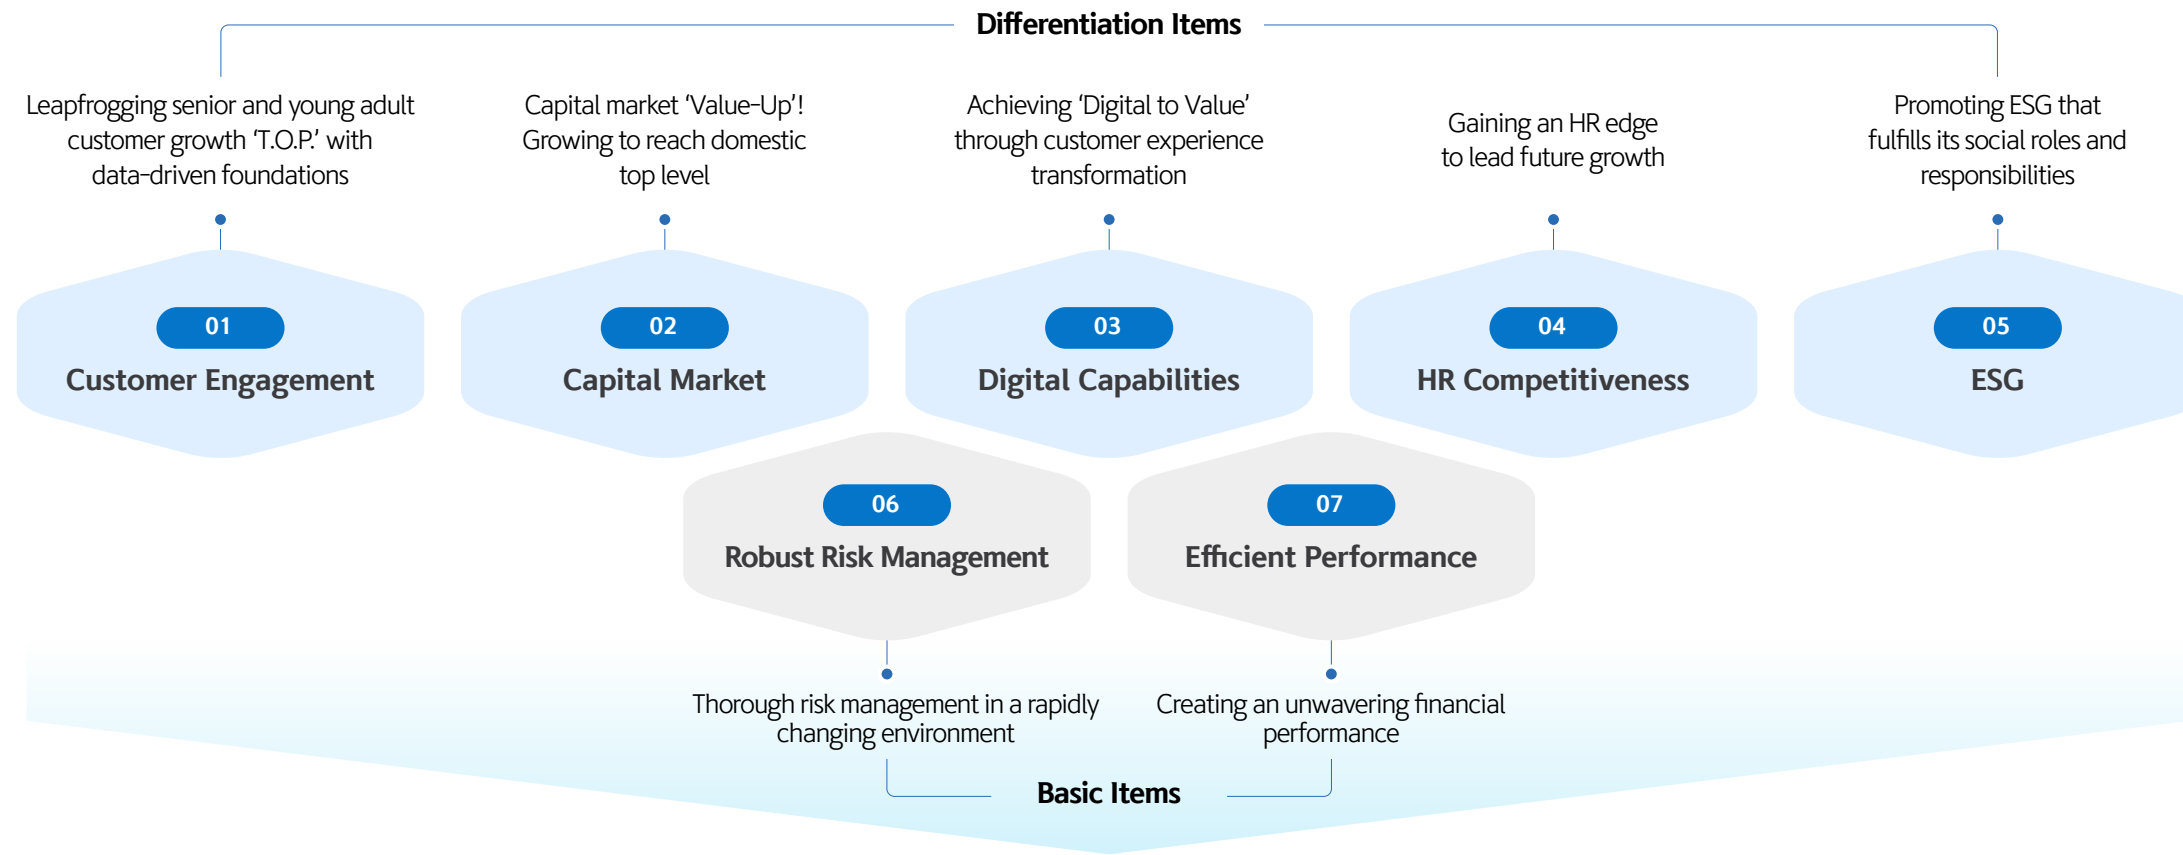 Differentiation Items
Leapfrogging senior and young adult
customer growth ‘T.O.P.’ with
data-driven foundations
Capital market ‘Value-Up’!
Growing to reach domestic
top level
Achieving ‘Digital to Value’
through customer experience
transformation
Gaining an HR edge
to lead future growth
Promoting ESG that
fulfills its social roles and
responsibilities
01
Customer Engagement
02
Capital Market
03
Digital Capabilities
04
HR Competitiveness
05
ESG
06
Robust Risk Management
07
Efficient Performance
Thorough risk management in a rapidly
changing environment
Creating an unwavering financial
performance
Basic Items